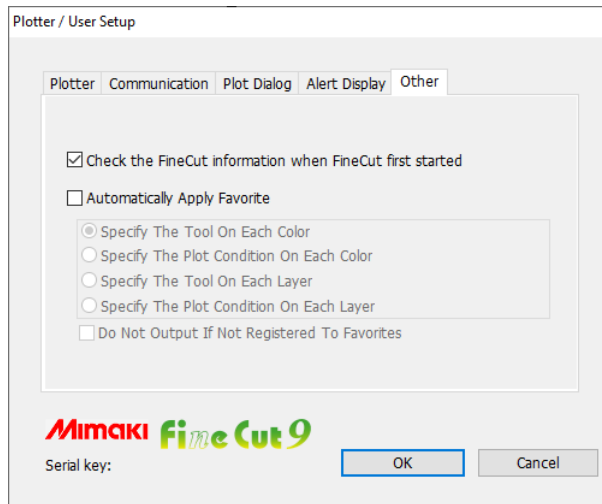 Plotter / User Setup
Plotter Communication Plot Dialog Alert Display Other
Check the FineCut information when FineCut first started
Automatically Apply Favorite
Specify The Tool On Each Color
Specify The Plot Condition On Each Color
Specify The Tool On Each Layer
Specify The Plot Condition On Each Layer
Do Not Output If Not Registered To Favorites
Mimaki Fine Cut 9
Serial key:
OK Cancel